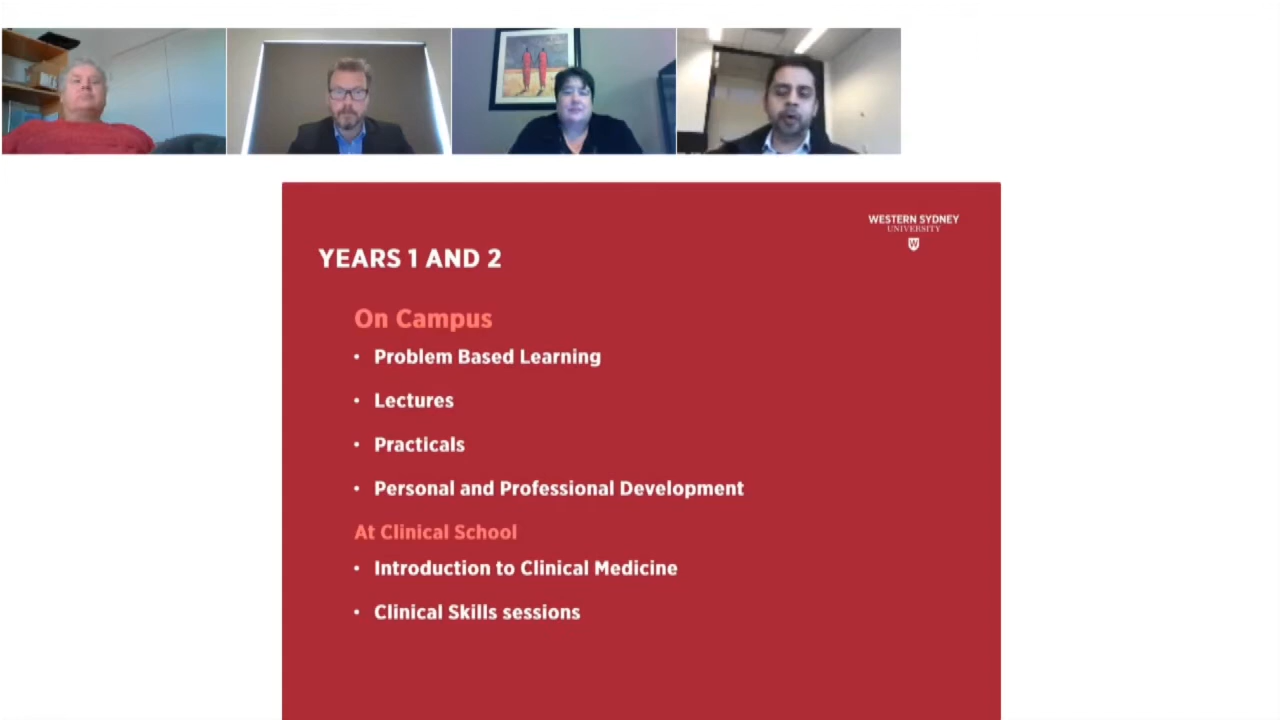 WESTERN SYDNEY
UNIVERSITY
W
YEARS 1 AND 2
On Campus
• Problem Based Learning
• Lectures
• Practicals
• Personal and Professional Development
At Clinical School
• Introduction to Clinical Medicine
• Clinical Skills sessions